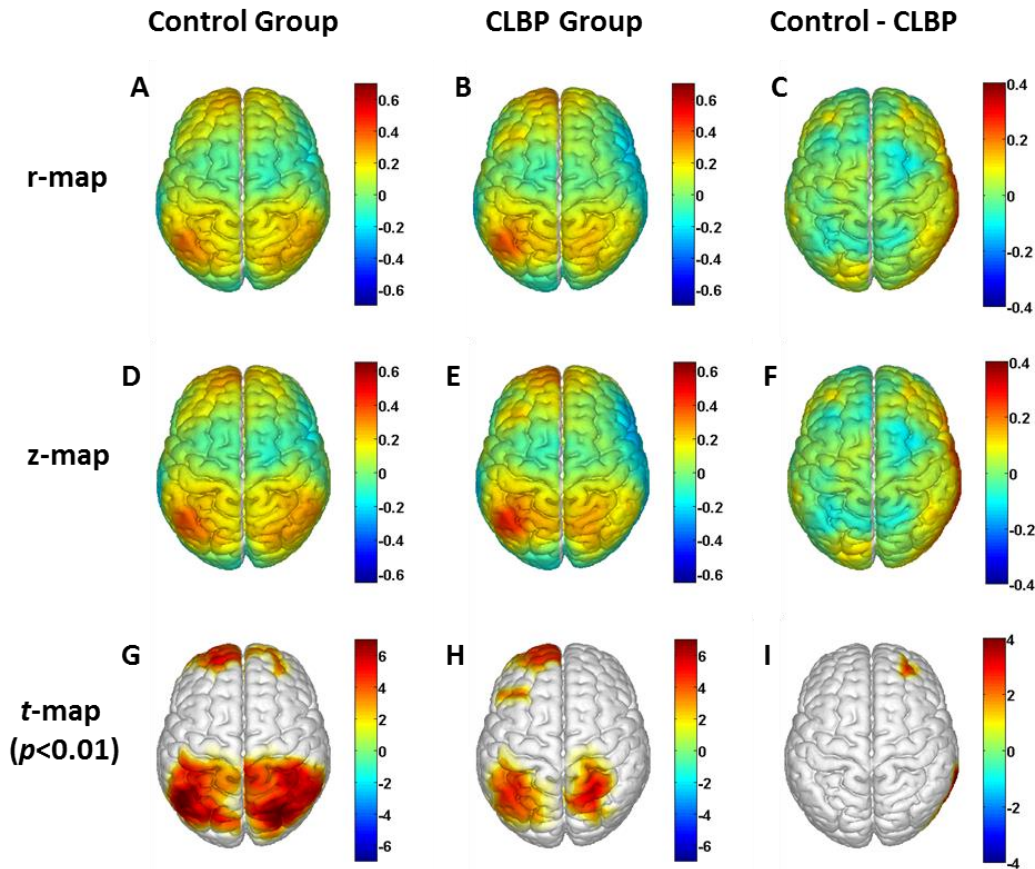 Control Group CLBP Group Control - CLBP
A B C
r-map
0.6 0.6 0.4
0.4 0.4 0.2
0.2 0.2 0
0 0 -0.2
-0.2 -0.2 -0.4
-0.4 -0.4
-0.6 -0.6
D E F
z-map
0.6 0.6 0.4
0.4 0.4 0.2
0.2 0.2 0
0 0 -0.2
-0.2 -0.2 -0.4
-0.4 -0.4
-0.6 -0.6
G H I
t-map
(p<0.01)
6 6 4
4 4 2
2 2 0
0 0 -2
-2 -2 -4
-4 -4
-6 -6